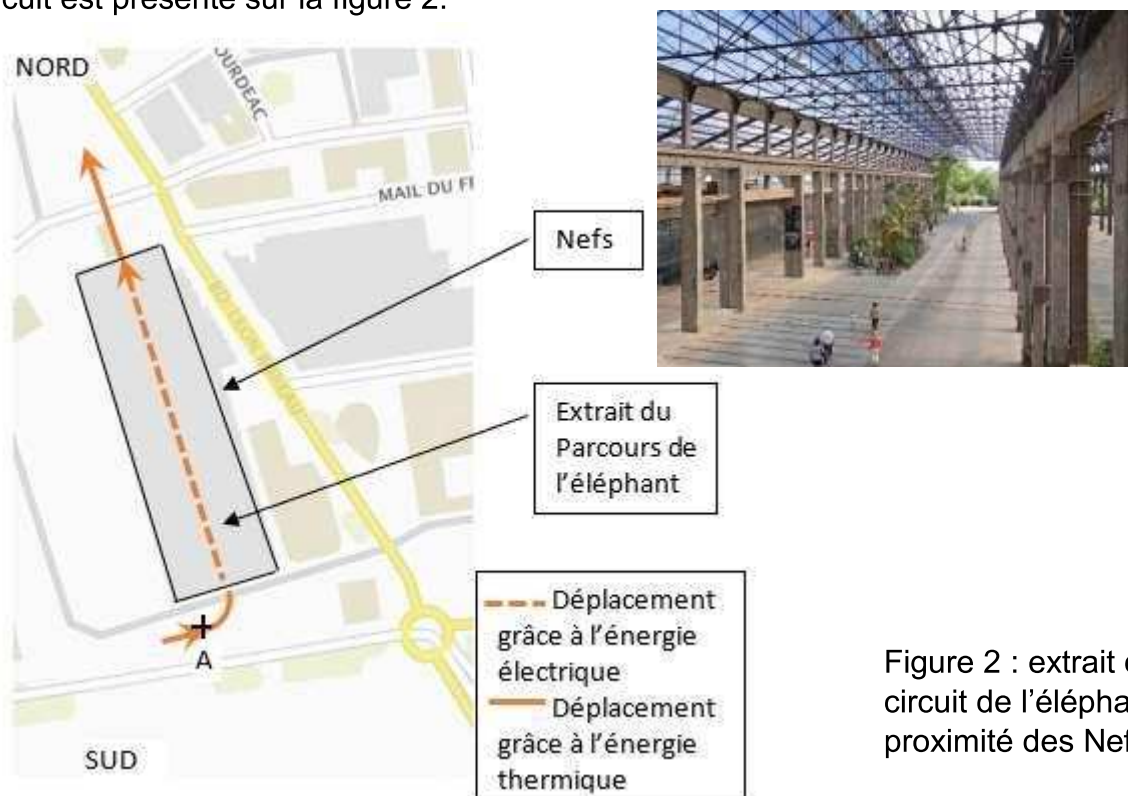 cuit est présenté sur la figure 2.
NORD
OURDEAC
MAIL DU
Nefs
Extrait du
Parcours de
l'éléphant
A
SUD
Déplacement
grâce à l'énergie
électrique
Déplacement
grâce à l'énergie
thermique
Figure 2 : extrait
circuit de l'élépha
proximité des Nef